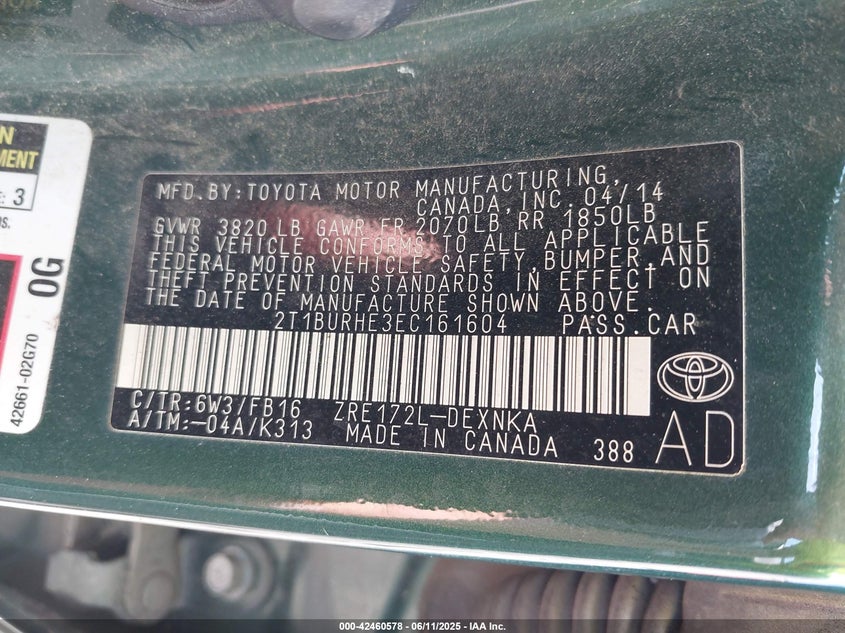 N
MENT
E: 3
BS.
0G
42661-02G70
MFD. BY: TOYOTA MOTOR MANUFACTURING,
CANADA, INC. 04/14
GVWR 3820 LB GAWR FR 2070LB RR 1850LB
THIS VEHICLE CONFORMS TO ALL APPLICABLE
FEDERAL MOTOR VEHICLE SAFETY, BUMPER, AND
THEFT PREVENTION STANDARDS IN EFFECT ON
THE DATE OF MANUFACTURE SHOWN ABOVE.
2T1BURHE3EC161604 PASS. CAR
C/TR: 6W3/FB16 ZRE172L-DEXNKA
A/TM: -04A/K313 MADE IN CANADA 388
AD
000-42460578 - 06/11/2025 - IAA Inc.